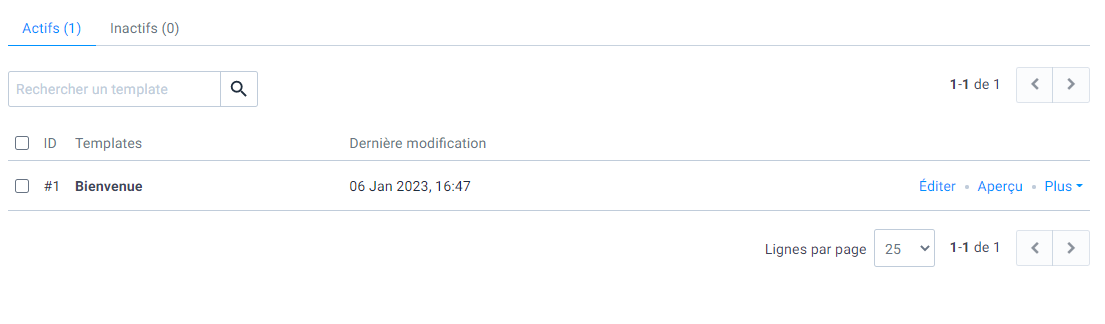 Actifs (1) Inactifs (0)
Rechercher un template
1-1 de 1
ID Templates Dernière modification
#1 Bienvenue 06 Jan 2023, 16:47 Éditer • Aperçu • Plus
Lignes par page 25 1-1 de 1